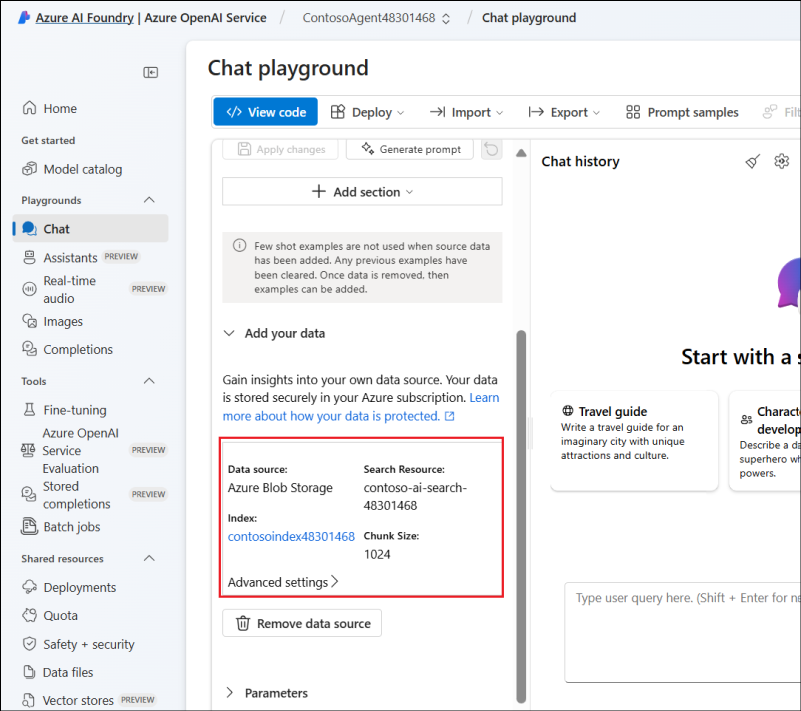 Azure AI Foundry | Azure OpenAI Service / ContosoAgent48301468 / Chat playground
Home
Get started
Model catalog
Playgrounds
Chat
Assistants PREVIEW
Real-time
audio
PREVIEW
Images
Completions
Tools
Fine-tuning
Azure OpenAI
Service
Evaluation
PREVIEW
Stored
completions
PREVIEW
Batch jobs
Shared resources
Deployments
Quota
Safety + security
Data files
Vector stores PREVIEW
Chat playground
View code
Deploy
Import
Export
Prompt samples
Filt
Apply changes
Generate prompt
Add section
Few shot examples are not used when source data
has been added. Any previous examples have
been cleared. Once data is removed, then
examples can be added.
Add your data
Gain insights into your own data source. Your data
is stored securely in your Azure subscription. Learn
more about how your data is protected.
Data source:
Azure Blob Storage
Search Resource:
contoso-ai-search-
48301468
Index:
contosoindex48301468
Chunk Size:
1024
Advanced settings
Remove data source
Parameters
Chat history
Start with a s
Travel guide
Write a travel guide for an
imaginary city with unique
attractions and culture.
Charact
develop
Describe a da
superhero wh
powers.
Type user query here. (Shift + Enter for ne